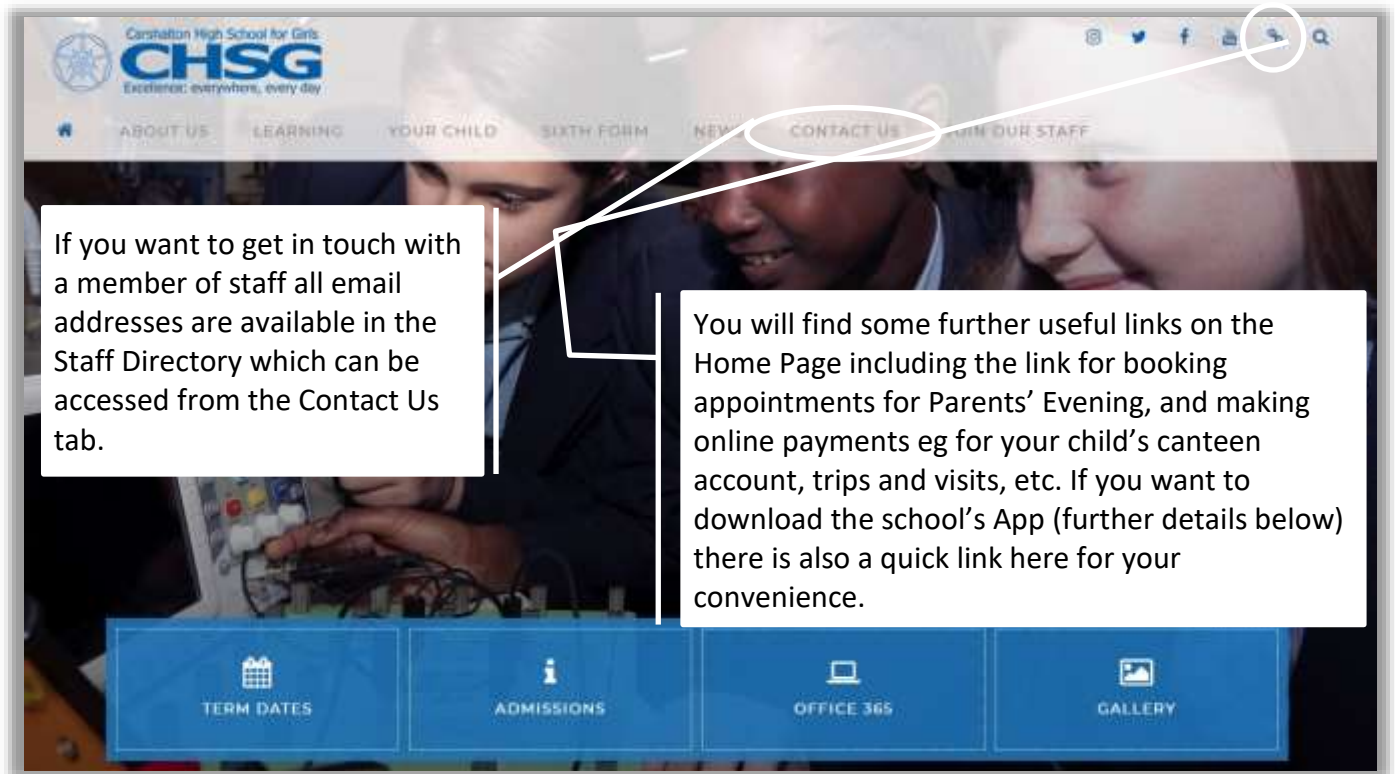 Carshalton High School for Girls
CHSG
Excellence: everywhere, every day
ABOUT US LEARNING YOUR CHILD SIXTH FORM NEWS CONTACT US JOIN OUR STAFF
If you want to get in touch with
a member of staff all email
addresses are available in the
Staff Directory which can be
accessed from the Contact Us
tab.
You will find some further useful links on the
Home Page including the link for booking
appointments for Parents’ Evening, and making
online payments eg for your child’s canteen
account, trips and visits, etc. If you want to
download the school’s App (further details below)
there is also a quick link here for your
convenience.
TERM DATES
ADMISSIONS
OFFICE 365
GALLERY